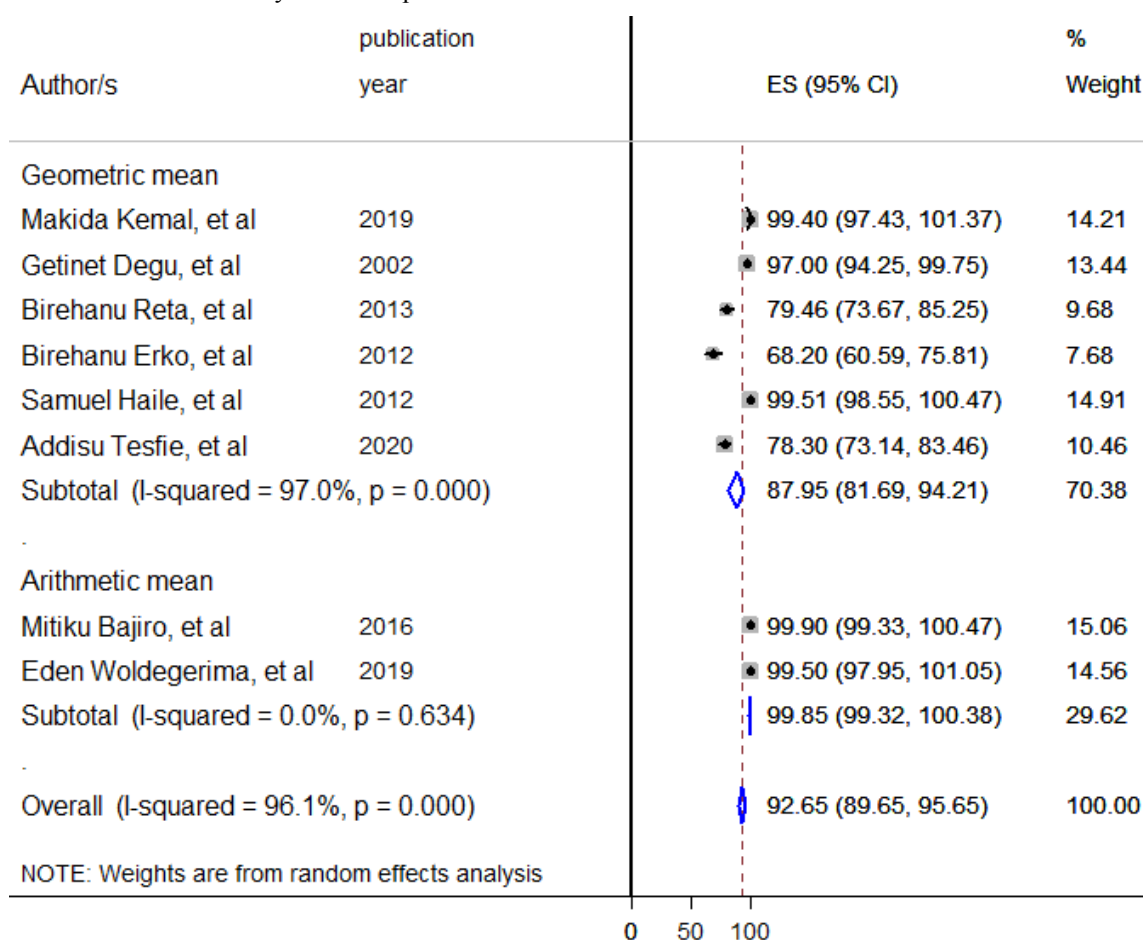 publication %
Author/s year ES (95% CI) Weight
Geometric mean
Makida Kemal, et al 2019 99.40 (97.43, 101.37) 14.21
Getinet Degu, et al 2002 97.00 (94.25, 99.75) 13.44
Birehanu Reta, et al 2013 79.46 (73.67, 85.25) 9.68
Birehanu Erko, et al 2012 68.20 (60.59, 75.81) 7.68
Samuel Haile, et al 2012 99.51 (98.55, 100.47) 14.91
Addisu Tesfie, et al 2020 78.30 (73.14, 83.46) 10.46
Subtotal (I-squared = 97.0%, p = 0.000) 87.95 (81.69, 94.21) 70.38
.
Arithmetic mean
Mitiku Bajiro, et al 2016 99.90 (99.33, 100.47) 15.06
Eden Woldegerima, et al 2019 99.50 (97.95, 101.05) 14.56
Subtotal (I-squared = 0.0%, p = 0.634) 99.85 (99.32, 100.38) 29.62
.
Overall (I-squared = 96.1%, p = 0.000) 92.65 (89.65, 95.65) 100.00
NOTE: Weights are from random effects analysis
0 50 100